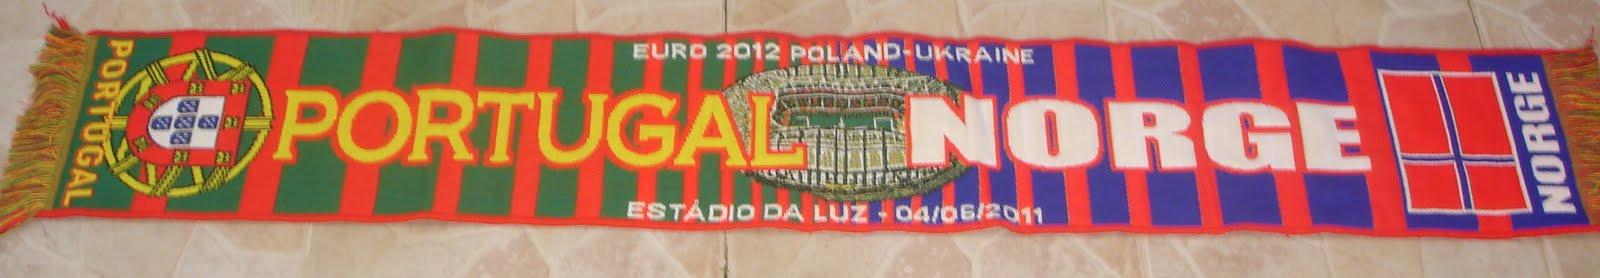 PORTUGAL
EURO 2012 POLAND-UKRAINE
PORTUGAL NORGE
ESTÁDIO DA LUZ - 04/06/2011
NORGE